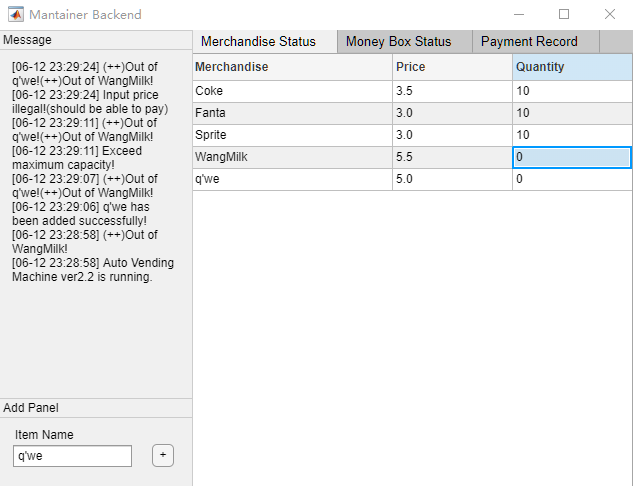 Mantainer Backend
Message
[06-12 23:29:24] (++)Out of
q'we!(++)Out of WangMilk!
[06-12 23:29:24] Input price
illegal!(should be able to pay)
[06-12 23:29:11] (++)Out of
q'we!(++)Out of WangMilk!
[06-12 23:29:11] Exceed
maximum capacity!
[06-12 23:29:07] (++)Out of
q'we!(++)Out of WangMilk!
[06-12 23:29:06] q'we has
been added successfully!
[06-12 23:28:58] (++)Out of
WangMilk!
[06-12 23:28:58] Auto Vending
Machine ver2.2 is running.
Add Panel
Item Name
q'we +
Merchandise Status Money Box Status Payment Record
Merchandise Price Quantity
Coke 3.5 10
Fanta 3.0 10
Sprite 3.0 10
WangMilk 5.5 0
q'we 5.0 0